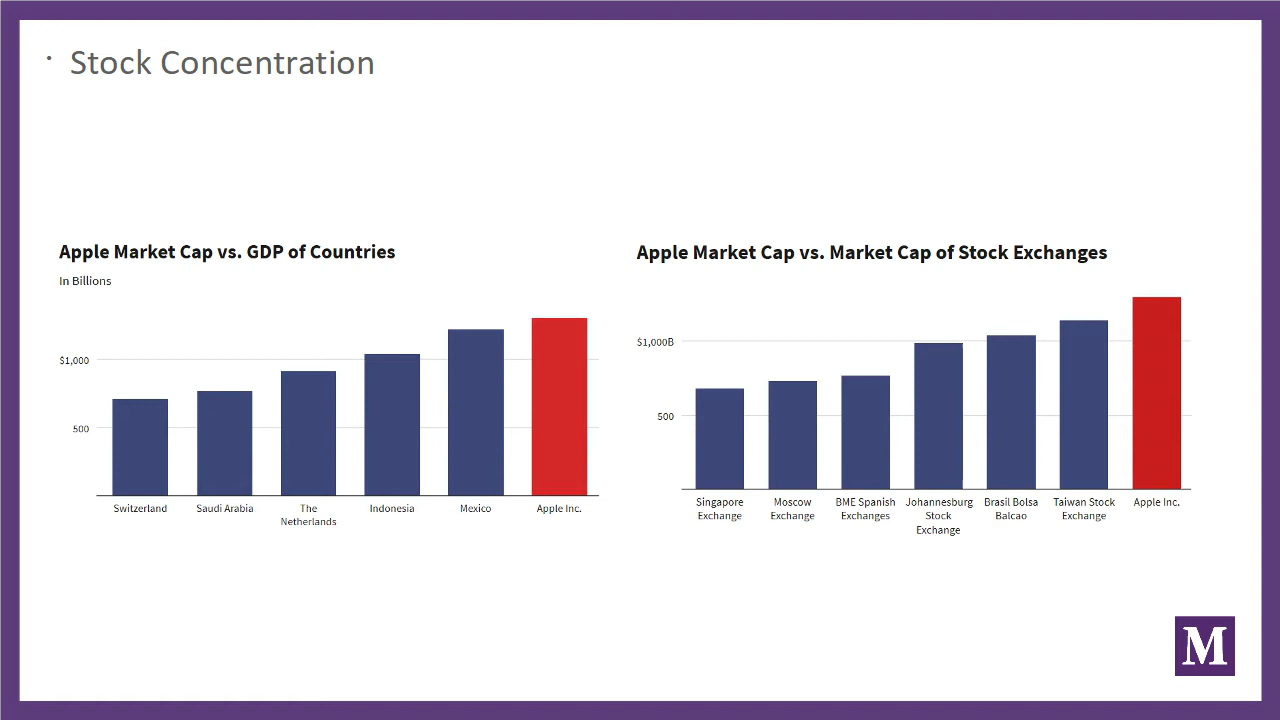 · Stock Concentration
Apple Market Cap vs. GDP of Countries
In Billions
$1,000
500
Switzerland
Saudi Arabia
The
Netherlands
Indonesia
Mexico
Apple Inc.
Apple Market Cap vs. Market Cap of Stock Exchanges
$1,000B
500
Singapore
Exchange
Moscow
Exchange
BME Spanish
Exchanges
Johannesburg
Stock
Exchange
Brasil Bolsa
Balcao
Taiwan Stock
Exchange
Apple Inc.
M